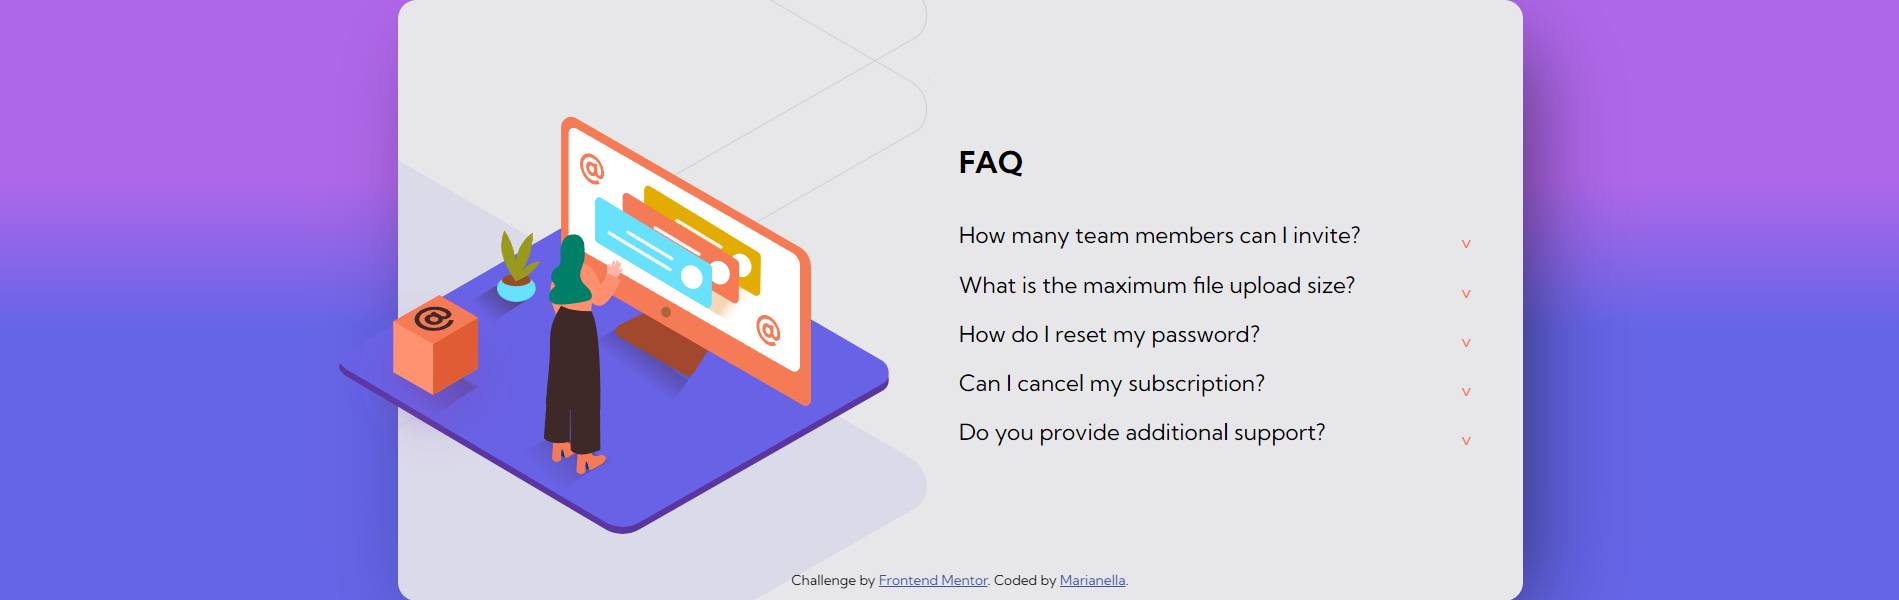 @
@
@
FAQ
How many team members can I invite?
v
What is the maximum file upload size?
v
How do I reset my password?
v
Can I cancel my subscription?
v
Do you provide additional support?
v
Challenge by Frontend Mentor. Coded by Marianella.